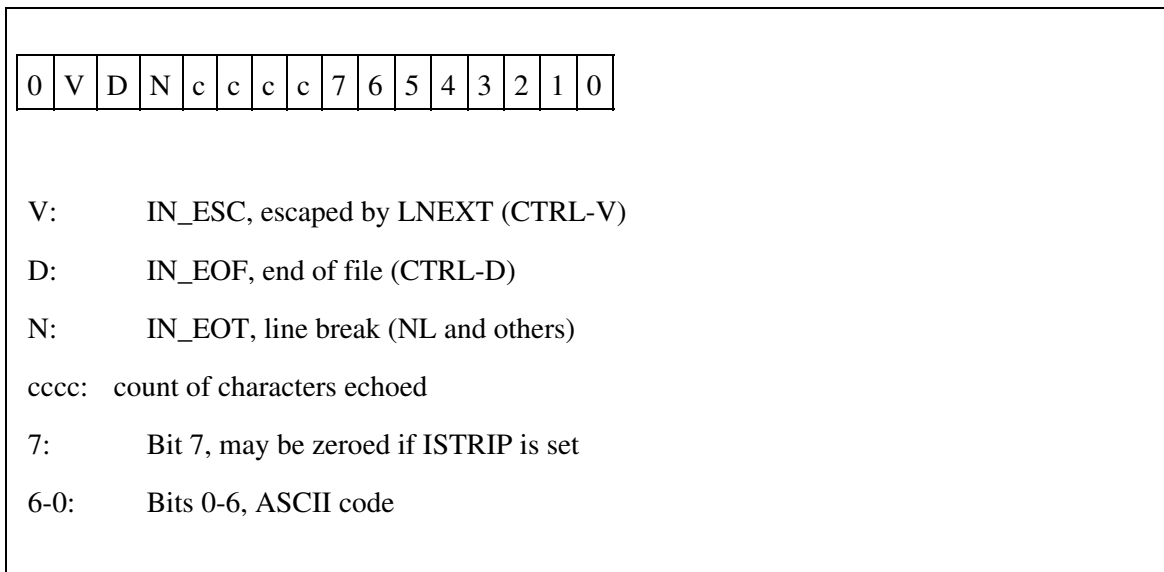 0 V D N c c c c 7 6 5 4 3 2 1 0
V: IN_ESC, escaped by LNEXT (CTRL-V)
D: IN_EOF, end of file (CTRL-D)
N: IN_EOT, line break (NL and others)
cccc: count of characters echoed
7: Bit 7, may be zeroed if ISTRIP is set
6-0: Bits 0-6, ASCII code